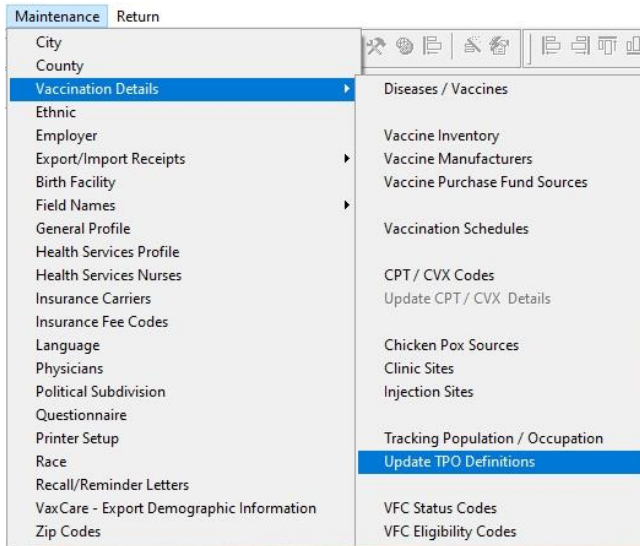 Maintenance Return
City
County
Vaccination Details
Ethnic
Employer
Export/Import Receipts
Birth Facility
Field Names
General Profile
Health Services Profile
Health Services Nurses
Insurance Carriers
Insurance Fee Codes
Language
Physicians
Political Subdivision
Questionnaire
Printer Setup
Race
Recall/Reminder Letters
VaxCare - Export Demographic Information
Zip Codes
Diseases / Vaccines
Vaccine Inventory
Vaccine Manufacturers
Vaccine Purchase Fund Sources
Vaccination Schedules
CPT / CVX Codes
Update CPT / CVX Details
Chicken Pox Sources
Clinic Sites
Injection Sites
Tracking Population / Occupation
Update TPO Definitions
VFC Status Codes
VFC Eligibility Codes